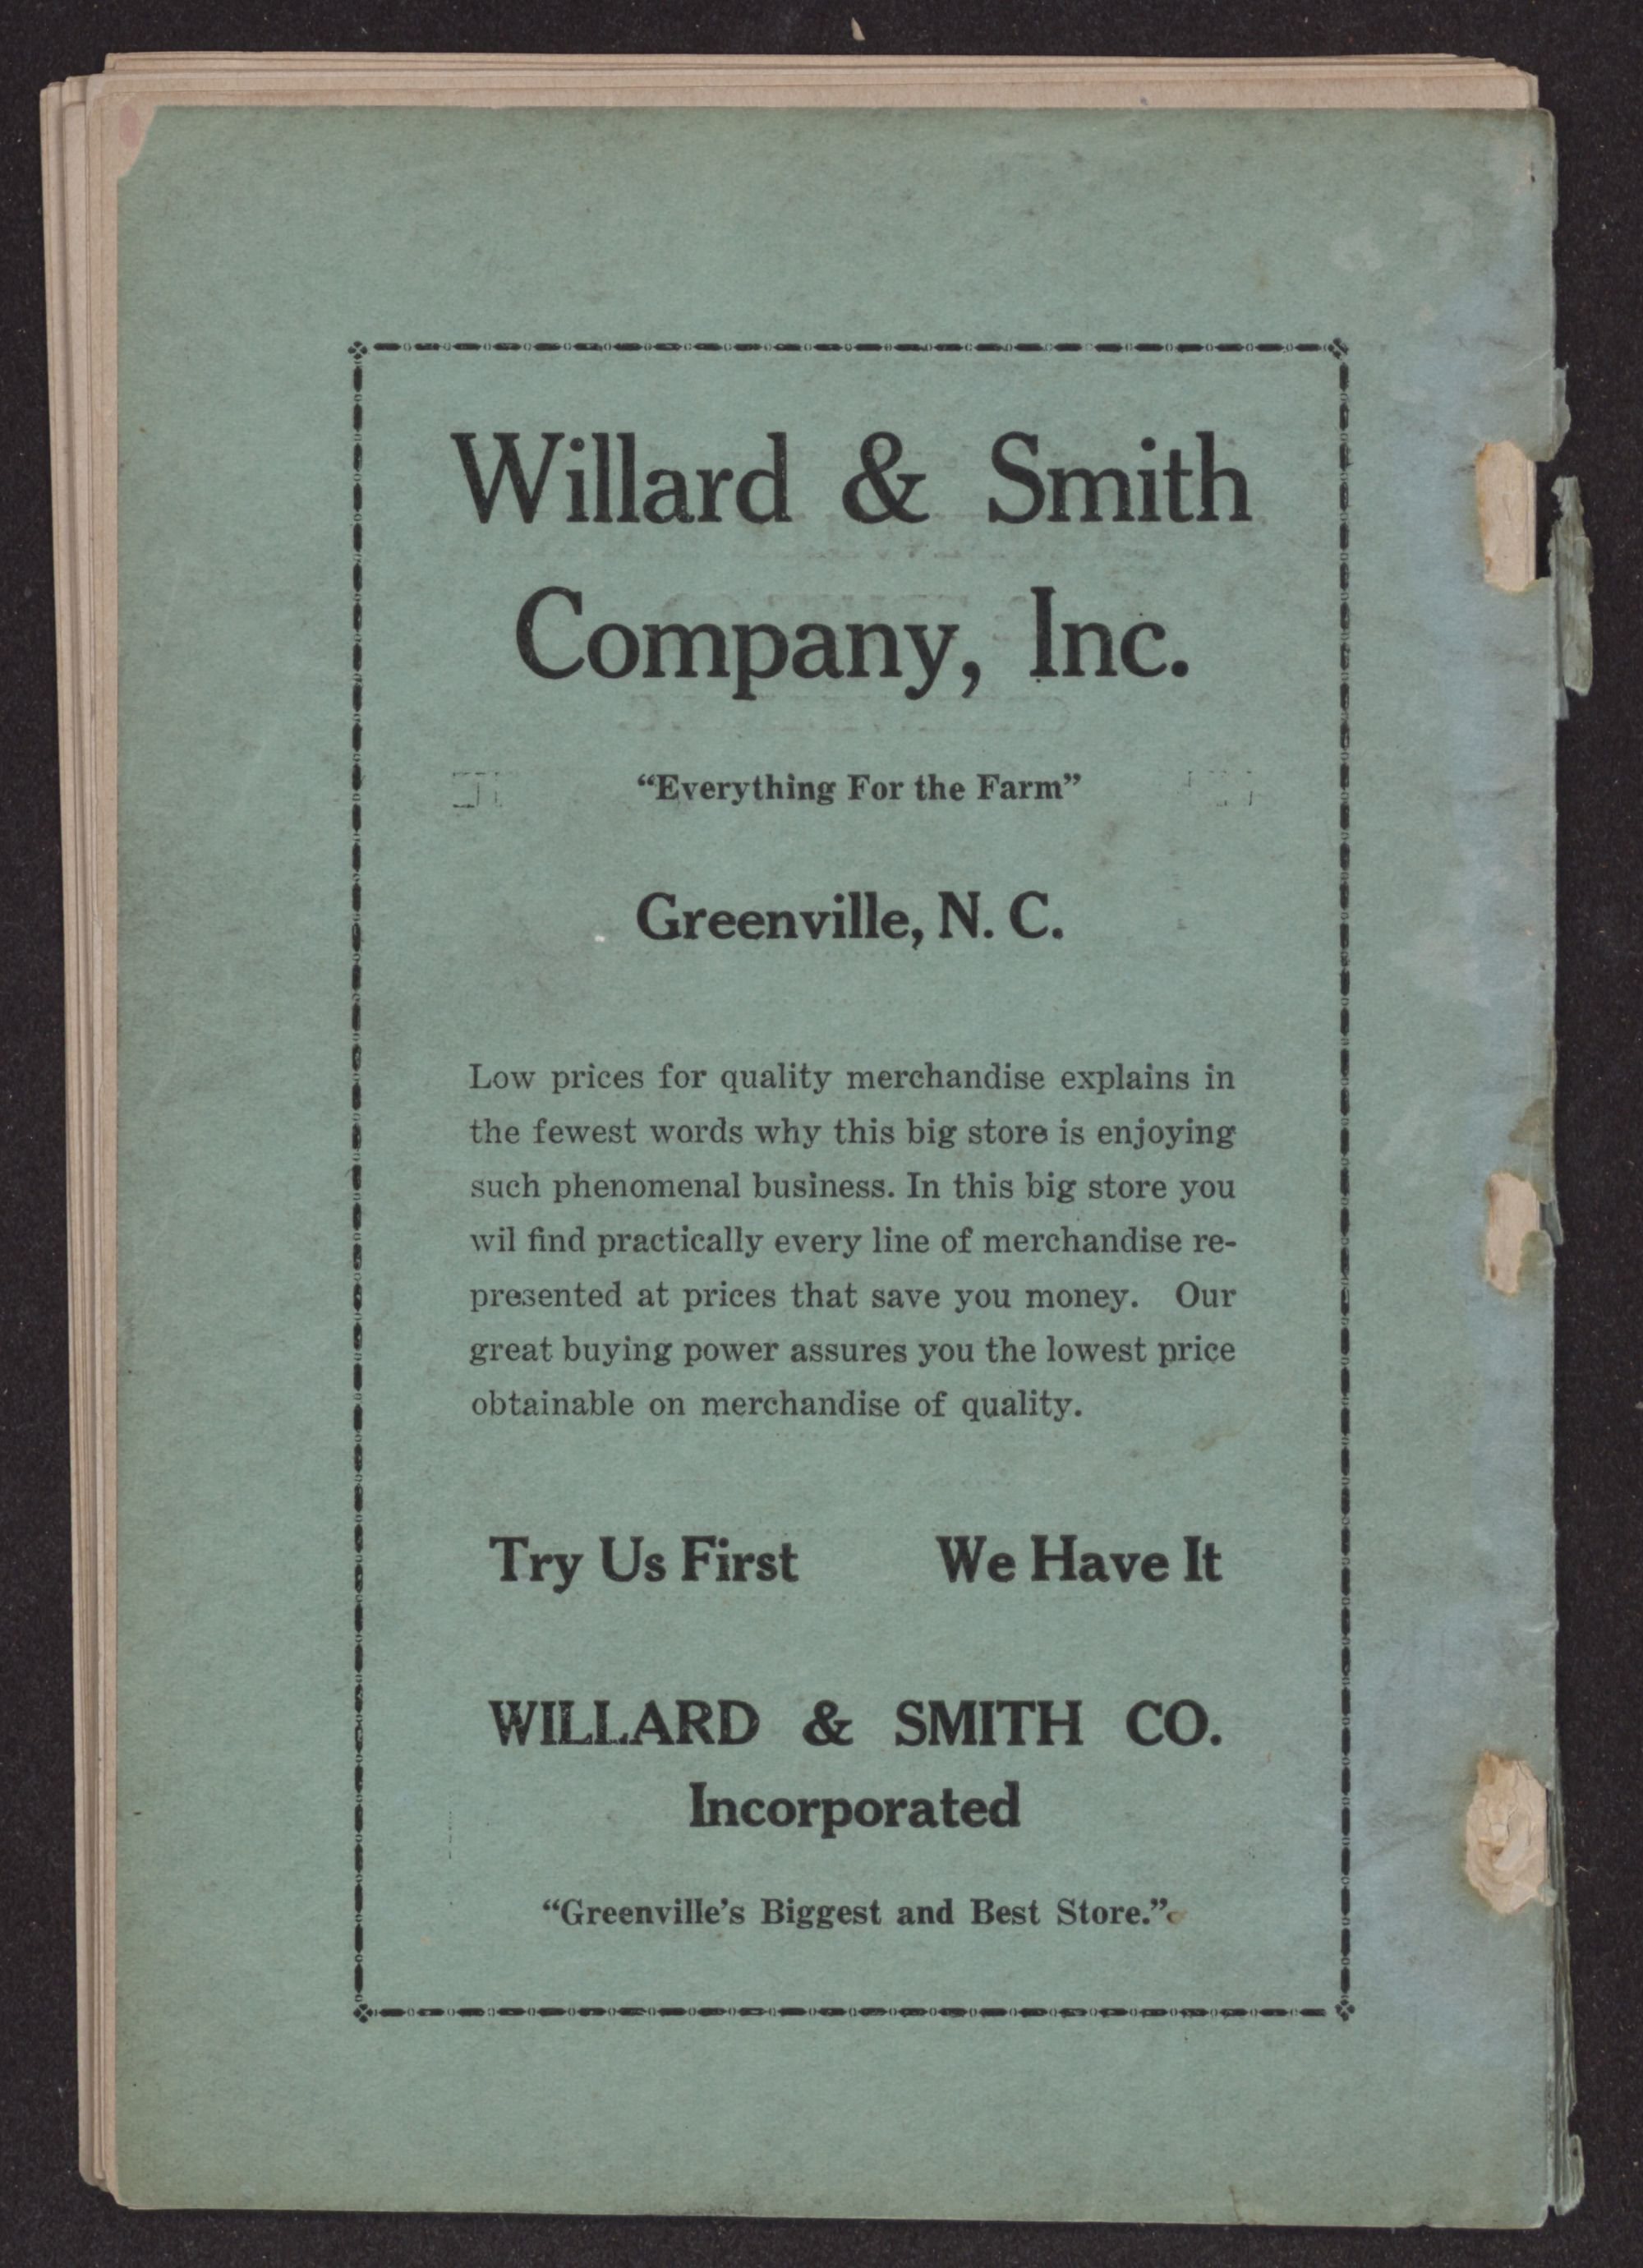 Willard & Smith
Company, Inc.
“Everything For the Farm”
Greenville, N. C.
Low prices for quality merchandise explains in
the fewest words why this big store is enjoying
such phenomenal business. In this big store you
wil find practically every line of merchandise re-
presented at prices that save you money. Our
great buying power assures you the lowest price
obtainable on merchandise of quality.
Try Us First We Have It
WILLARD & SMITH CO.
Incorporated
“Greenville’s Biggest and Best Store.”